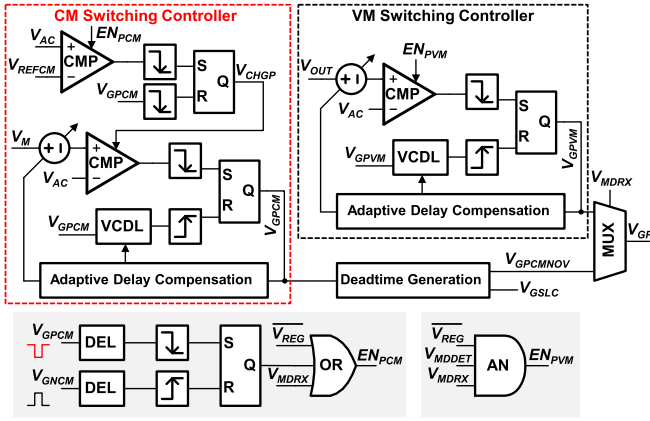 CM Switching Controller
VM Switching Controller
V_AC
EN_PCM
+
CMP
V_REFCM
−
S
V_CHGP
Q
V_GPCM
R
V_M
+
CMP
V_AC
−
S
Q
V_GPCM
VCDL
R
V_GPCM
Adaptive Delay Compensation
V_OUT
EN_PVM
+
CMP
V_AC
−
S
Q
V_GPVM
VCDL
R
V_GPVM
Adaptive Delay Compensation
V_MDRX
MUX
V_GP
Deadtime Generation
V_GPCMNOV
V_GSLC
V_GPCM
DEL
S
Q
V_GNCM
DEL
R
V_REG
OR
EN_PCM
V_MDRX
V_REG
V_MDDET
AN
EN_PVM
V_MDRX